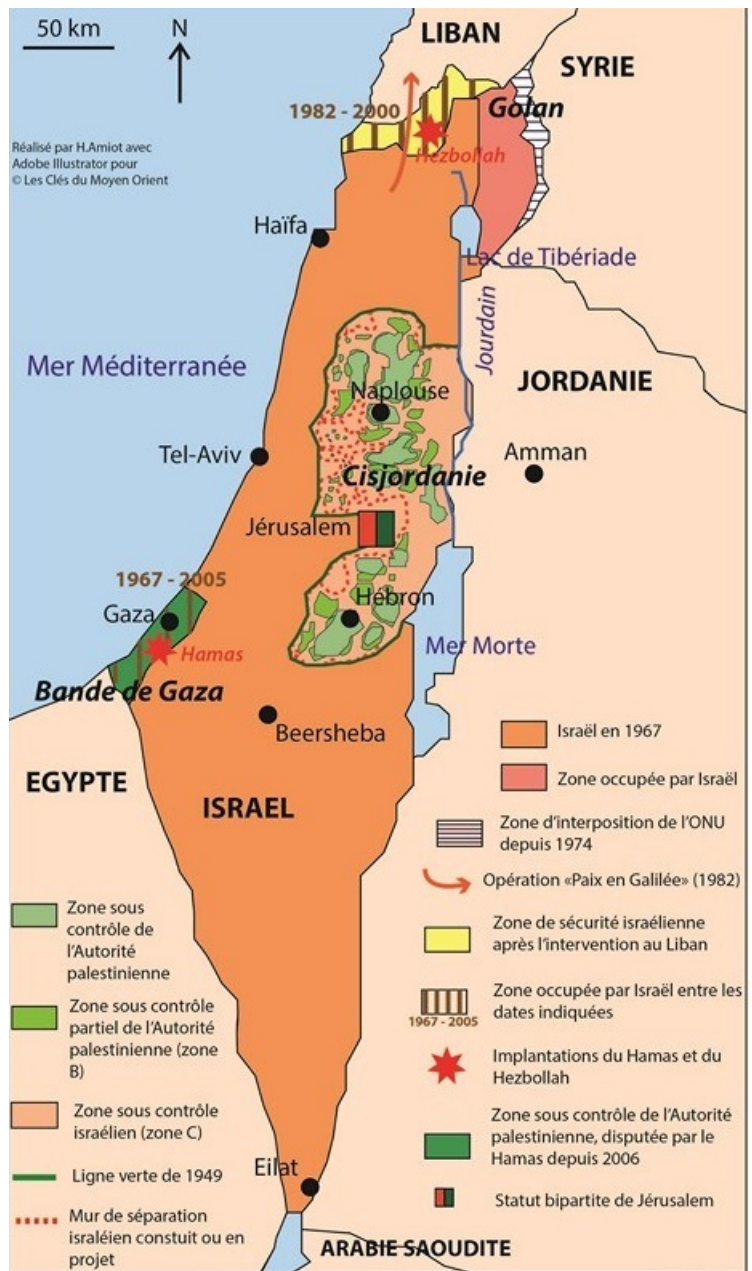 50 km
N
LIBAN
SYRIE
Golan
1982 - 2000
Hezbollah
Réalisé par H.Amiot avec
Adobe Illustrator pour
© Les Clés du Moyen Orient
Haïfa
Lac de Tibériade
Jourdain
Mer Méditerranée
Naplouse
JORDANIE
Tel-Aviv
Cisjordanie
Amman
Jérusalem
1967 - 2005
Gaza
Hamas
Hébron
Mer Morte
Bande de Gaza
Beersheba
EGYPTE
ISRAEL
Israël en 1967
Zone occupée par Israël
Zone d'interposition de l'ONU
depuis 1974
Opération «Paix en Galilée» (1982)
Zone de sécurité israélienne
après l'intervention au Liban
Zone occupée par Israël entre les
dates indiquées
1967 - 2005
Implantations du Hamas et du
Hezbollah
Zone sous contrôle de l'Autorité
palestinienne, disputée par le
Hamas depuis 2006
Statut bipartite de Jérusalem
Zone sous
contrôle de
l'Autorité
palestinienne
Zone sous contrôle
partiel de l'Autorité
palestinienne (zone
B)
Zone sous contrôle
israélien (zone C)
Ligne verte de 1949
Mur de séparation
israléien constuit ou en
projet
Eilat
ARABIE SAOUDITE